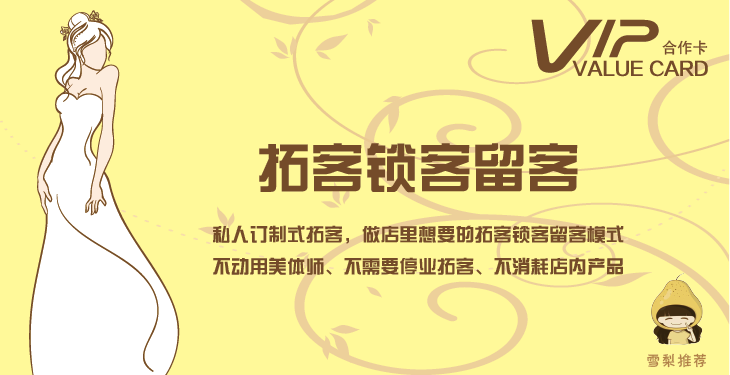 VIP 合作卡
VALUE CARD
拓客锁客留客
私人订制式拓客，做店里想要的拓客锁客留客模式
不动用美体师、不需要停业拓客、不消耗店内产品
雪梨推荐